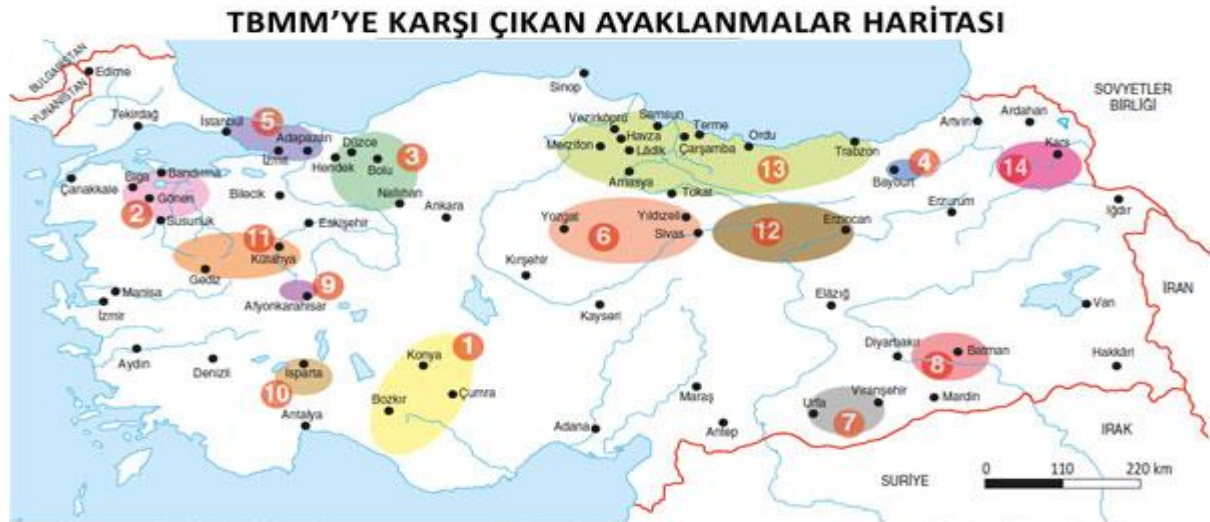 TBMM'YE KARŞI ÇIKAN AYAKLANMALAR HARİTASI
BULGARİSTAN
YUNANİSTAN
Edirne
Tekirdağ
İstanbul
5
Adapazarı
İzmit
Hendek
Düzce
Bolu
3
Nallıhan
Sinop
Vezirköprü
Samsun
Havza
Merzifon
Lâdik
Terme
Çarşamba
Ordu
Amasya
Tokat
13
Trabzon
Artvin
Ardahan
SOVYETLER
BİRLİĞİ
Kars
14
4
Bayburt
Erzurum
Iğdır
Çanakkale
Biga
Bandırma
Gönen
2
Susurluk
Bilecik
Eskişehir
Ankara
Yozgat
Yıldızeli
6
Sivas
12
Erzincan
11
Kütahya
Gediz
9
Afyonkarahisar
Kırşehir
Kayseri
Elâzığ
Van
İRAN
Manisa
İzmir
Aydın
Denizli
Isparta
10
Antalya
Konya
1
Bozkır
Çumra
Adana
Maraş
Antep
Diyarbakır
Batman
8
Hakkâri
Urfa
Viranşehir
7
Mardin
IRAK
SURİYE
0 110 220 km